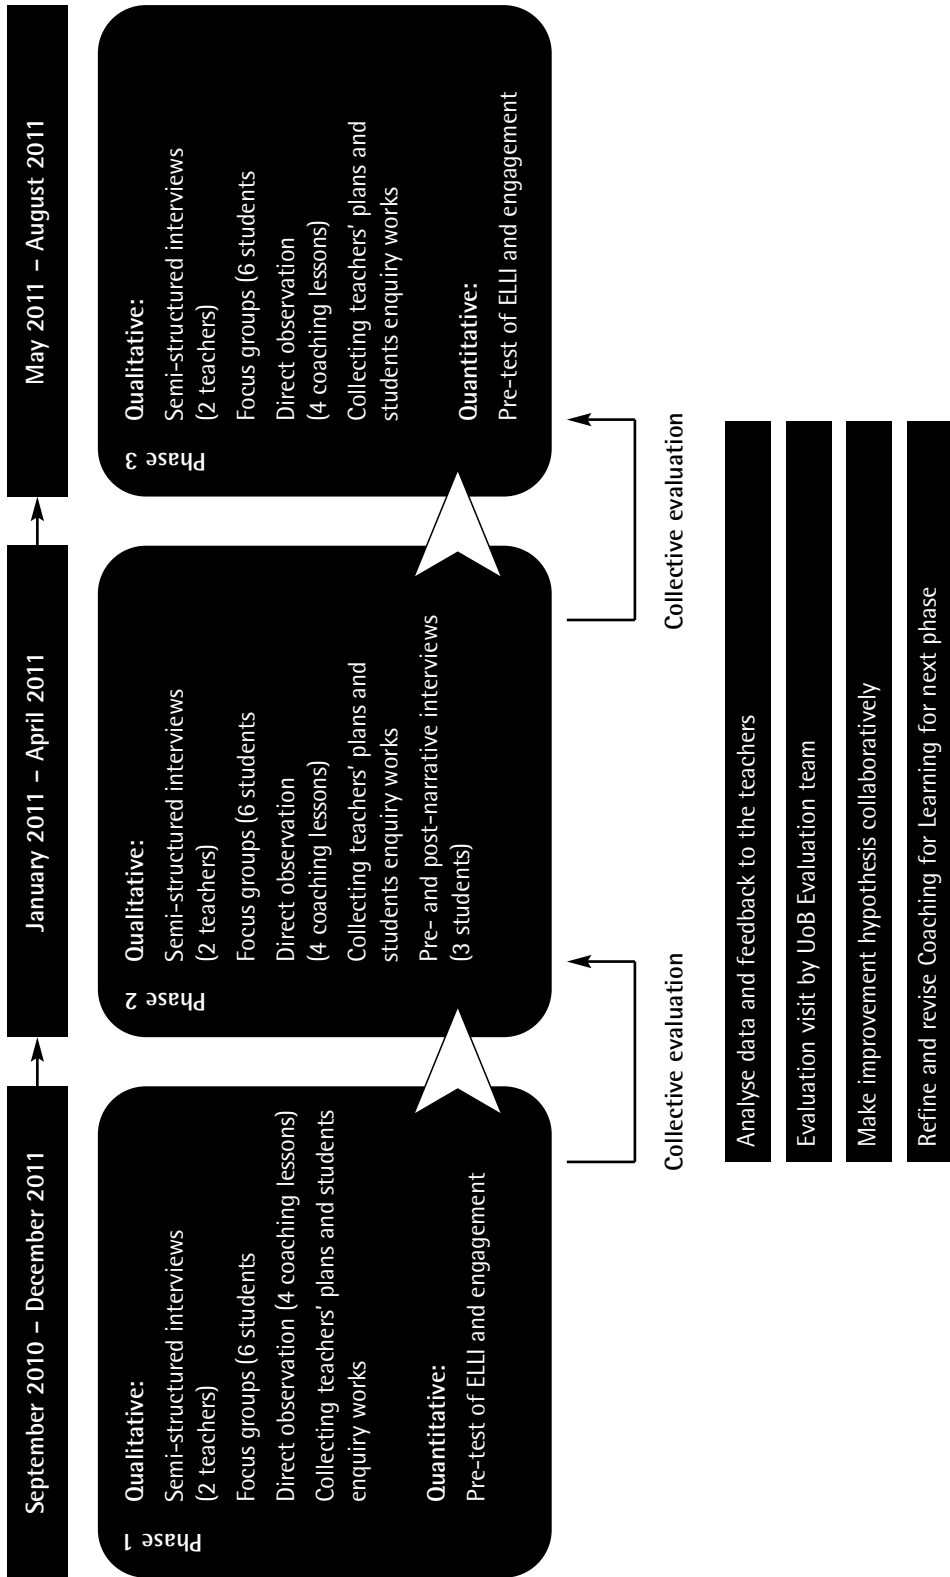 September 2010 – December 2011
Phase 1
Qualitative:
Semi-structured interviews
(2 teachers)
Focus groups (6 students
Direct observation (4 coaching lessons)
Collecting teachers' plans and students
enquiry works
Quantitative:
Pre-test of ELLI and engagement
January 2011 – April 2011
Phase 2
Qualitative:
Semi-structured interviews
(2 teachers)
Focus groups (6 students
Direct observation
(4 coaching lessons)
Collecting teachers' plans and
students enquiry works
Pre- and post-narrative interviews
(3 students)
May 2011 – August 2011
Phase 3
Qualitative:
Semi-structured interviews
(2 teachers)
Focus groups (6 students
Direct observation
(4 coaching lessons)
Collecting teachers' plans and
students enquiry works
Quantitative:
Pre-test of ELLI and engagement
Collective evaluation
Collective evaluation
Analyse data and feedback to the teachers
Evaluation visit by UoB Evaluation team
Make improvement hypothesis collaboratively
Refine and revise Coaching for Learning for next phase